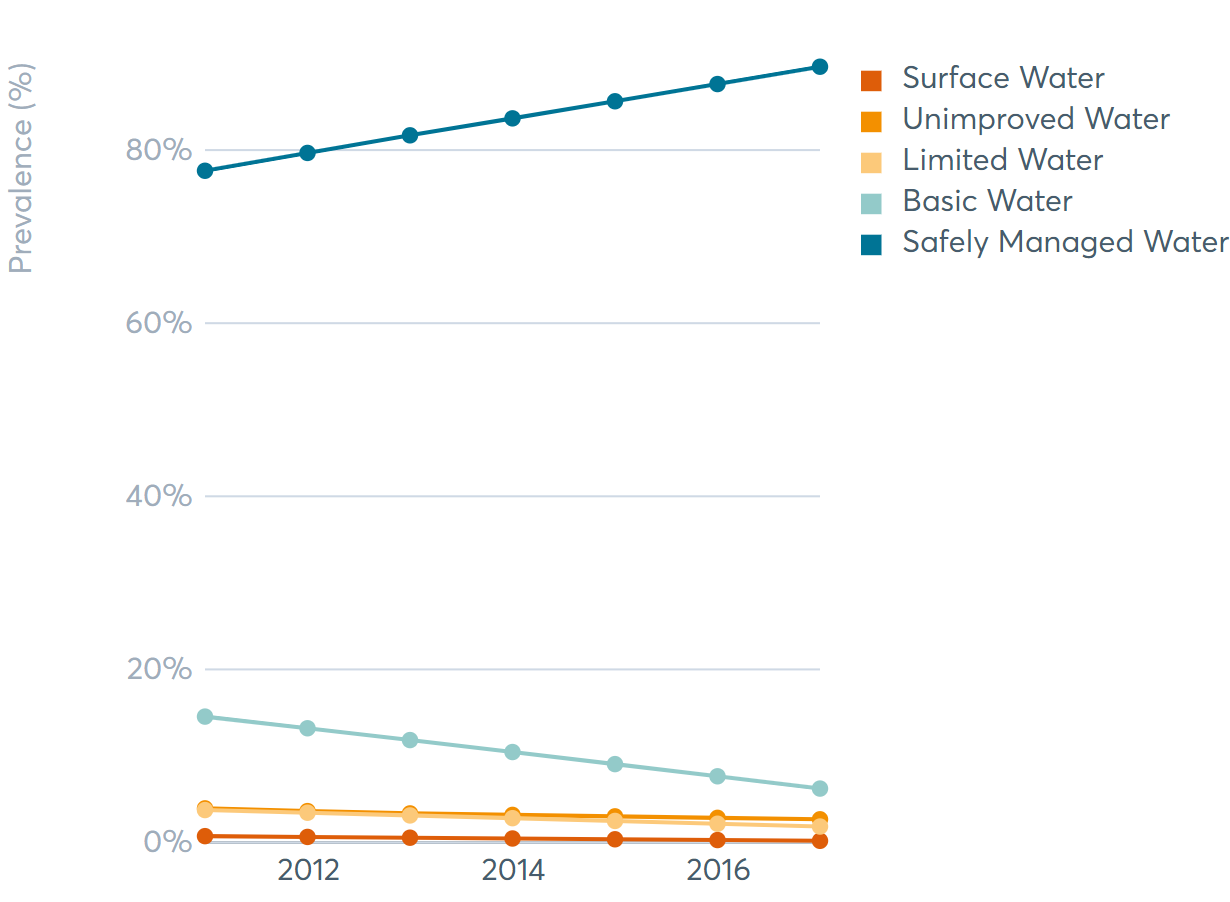 Prevalence (%)
80%
60%
40%
20%
0%
2012
2014
2016
Surface Water
Unimproved Water
Limited Water
Basic Water
Safely Managed Water